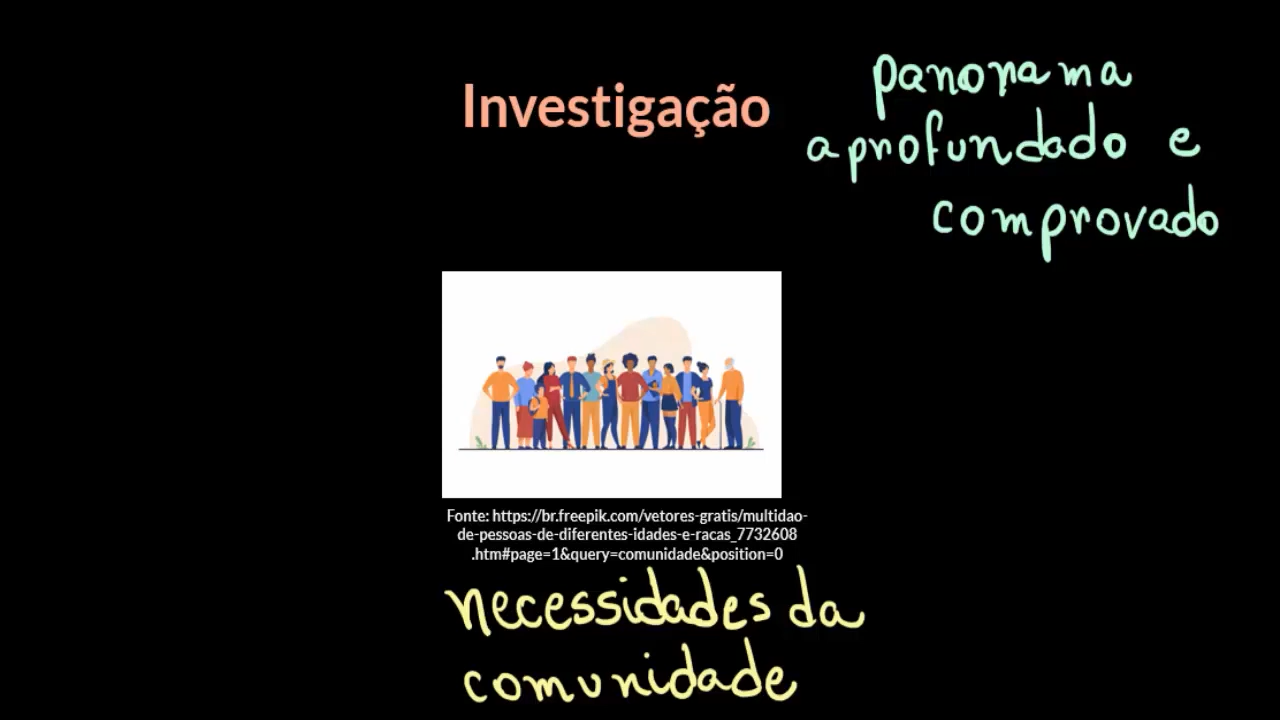 Investigação
panorama
aprofundado e
comprovado
Fonte: https://br.freepik.com/vetores-gratis/multidao-
de-pessoas-de-diferentes-idades-e-racas_7732608
.htm#page=1&query=comunidade&position=0
necessidades da
comunidade